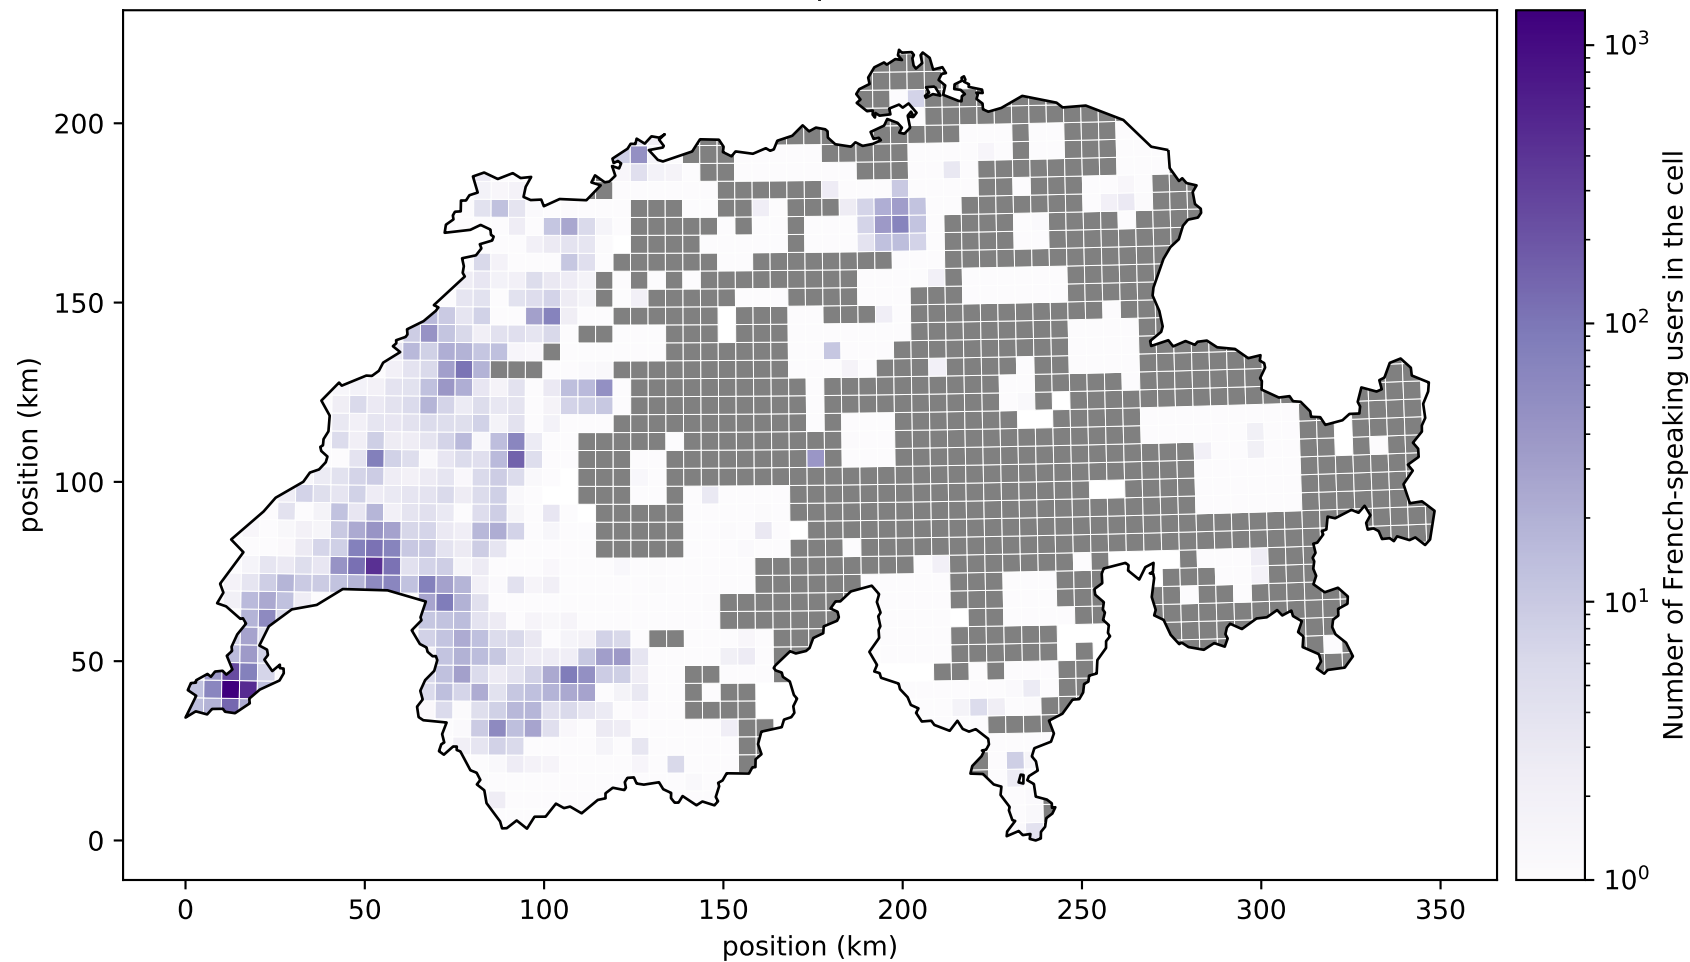 200
150
100
50
0
position (km)
0 50 100 150 200 250 300 350
position (km)
10³
10²
10¹
10⁰
Number of French-speaking users in the cell